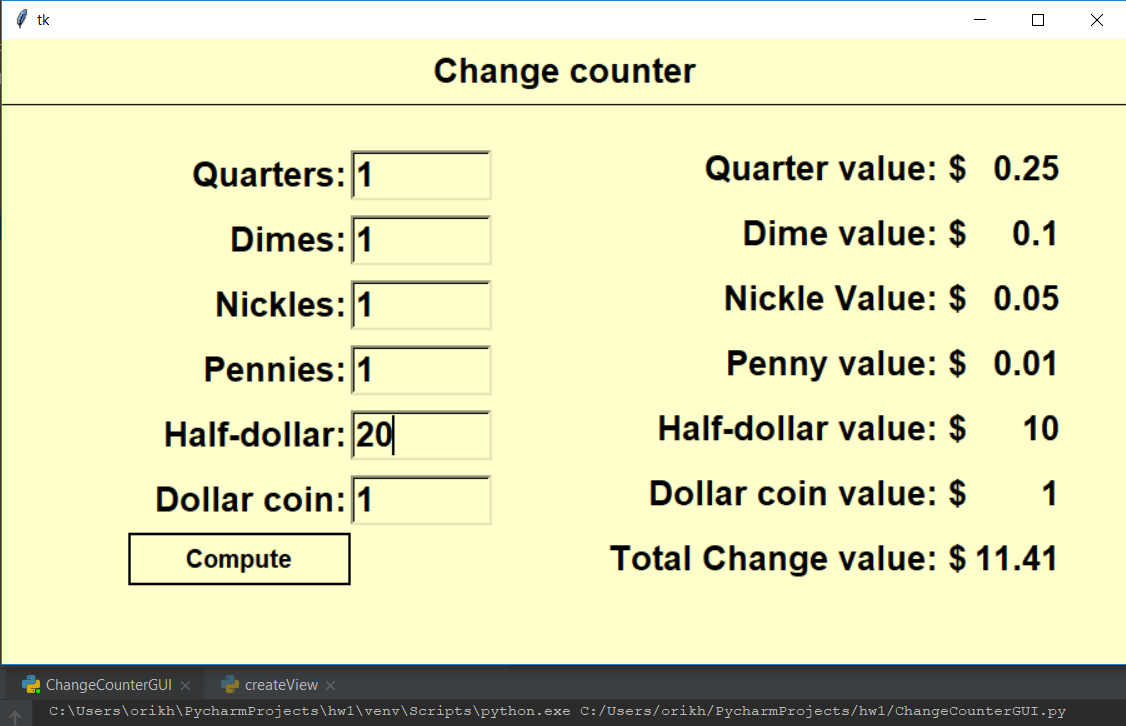 tk
Change counter
Quarters: 1 Quarter value: $ 0.25
Dimes: 1 Dime value: $ 0.1
Nickles: 1 Nickle Value: $ 0.05
Pennies: 1 Penny value: $ 0.01
Half-dollar: 20 Half-dollar value: $ 10
Dollar coin: 1 Dollar coin value: $ 1
Compute Total Change value: $ 11.41
ChangeCounterGUI createView
C:\Users\orikh\PycharmProjects\hw1\venv\Scripts\python.exe C:/Users/orikh/PycharmProjects/hw1/ChangeCounterGUI.py